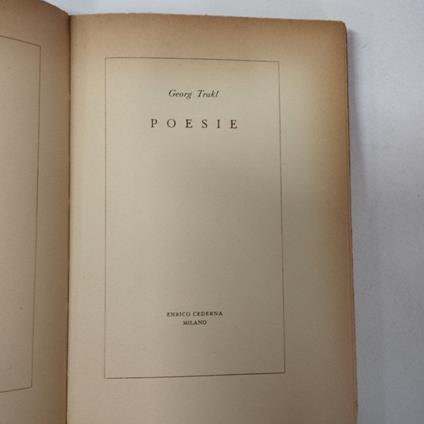 Georg Trakl
POESIE
ENRICO CEDERNA
MILANO